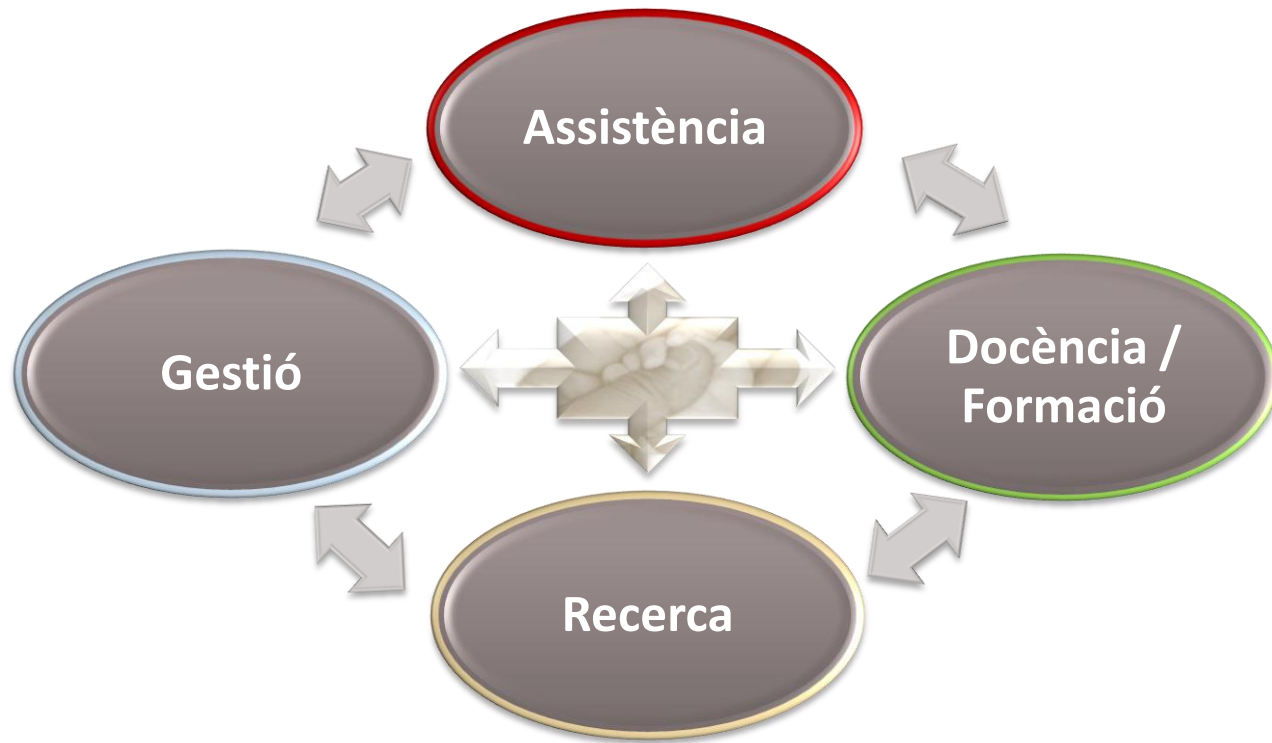 Assistència
Gestió
Docència /
Formació
Recerca